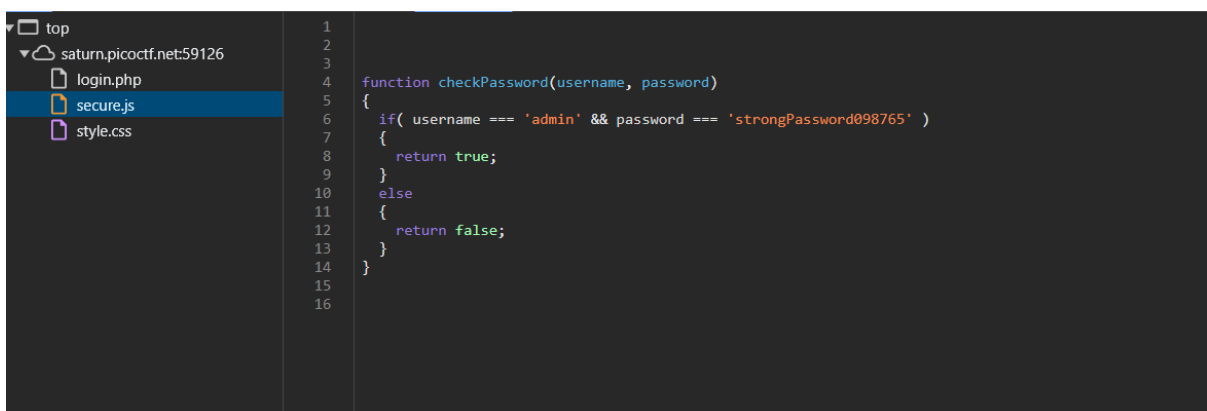 top
saturn.picoctf.net:59126
login.php
secure.js
style.css
1
2
3
4 function checkPassword(username, password)
5 {
6 if( username === 'admin' && password === 'strongPassword098765' )
7 {
8 return true;
9 }
10 else
11 {
12 return false;
13 }
14 }
15
16